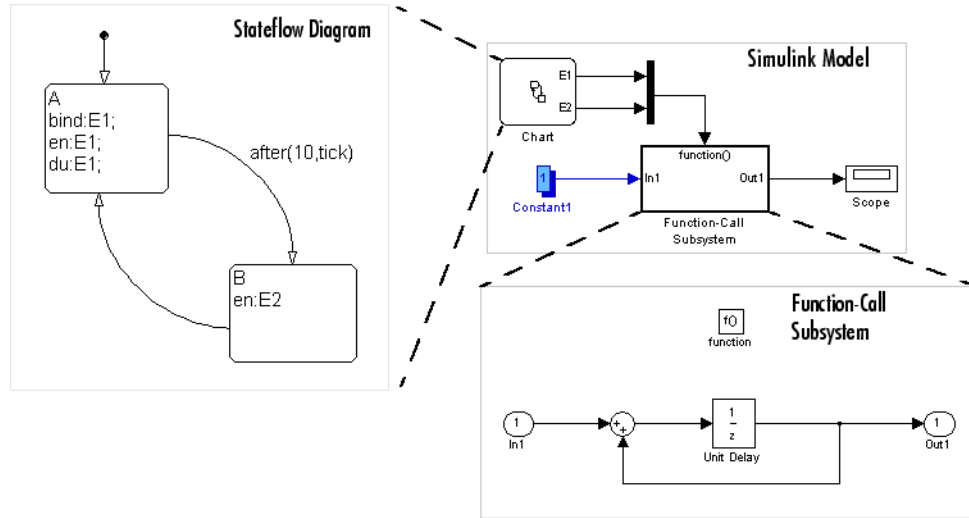 Stateflow Diagram
A
bind:E1;
en:E1;
du:E1;
after(10,tick)
B
en:E2
Simulink Model
E1
E2
Chart
function()
1
In1
Out1
Constant1
Scope
Function-Call
Subsystem
Function-Call
Subsystem
f()
function
1
In1
+
+
1
z
Unit Delay
1
Out1